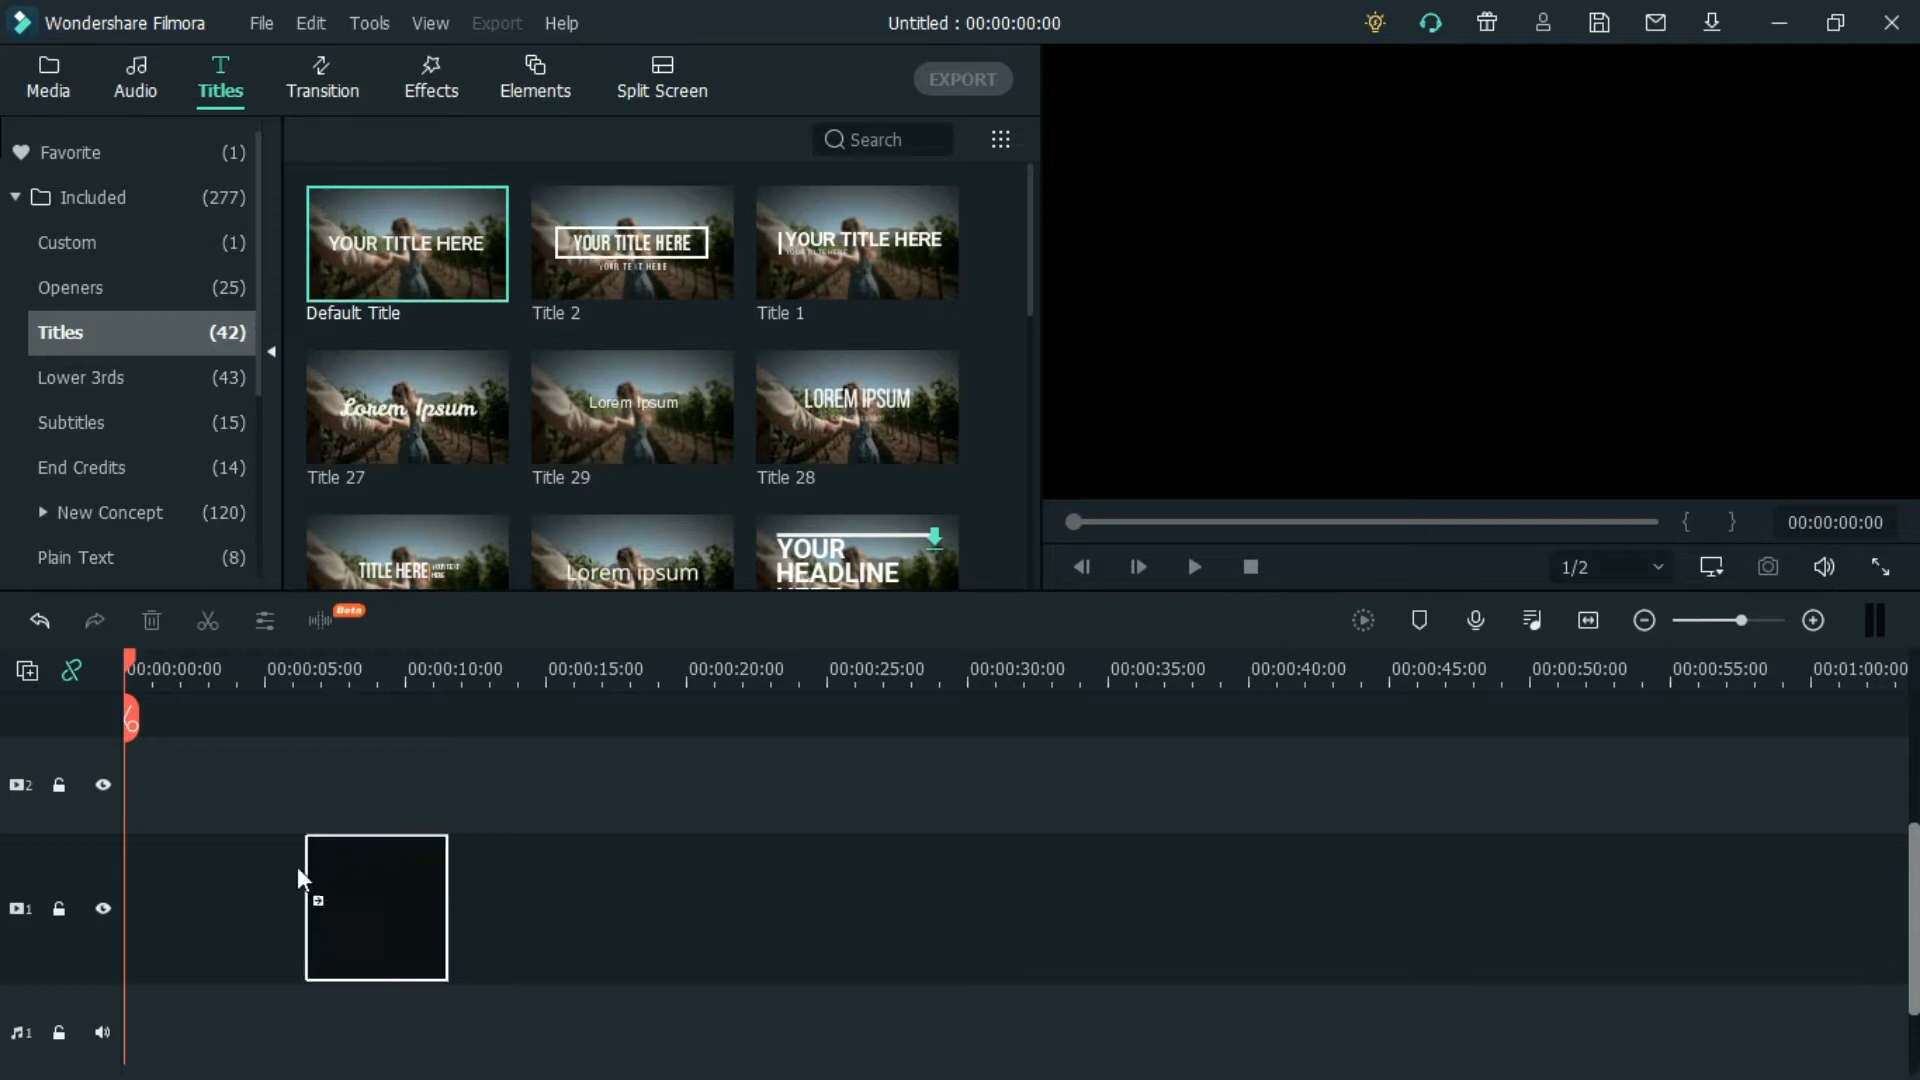 Wondershare Filmora File Edit Tools View Export Help Untitled : 00:00:00:00
Media Audio Titles Transition Effects Elements Split Screen EXPORT
Favorite (1)
Search
Included (277)
Custom (1)
Openers (25)
Titles (42)
Lower 3rds (43)
Subtitles (15)
End Credits (14)
New Concept (120)
Plain Text (8)
YOUR TITLE HERE
Default Title
YOUR TITLE HERE
YOUR TEXT HERE
Title 2
YOUR TITLE HERE
Title 1
Lorem Ipsum
Title 27
Lorem Ipsum
Title 29
LOREM IPSUM
Title 28
TITLE HERE
Lorem ipsum
YOUR
HEADLINE
{ } 00:00:00:00
1/2
Beta
00:00:00:00 00:00:05:00 00:00:10:00 00:00:15:00 00:00:20:00 00:00:25:00 00:00:30:00 00:00:35:00 00:00:40:00 00:00:45:00 00:00:50:00 00:00:55:00 00:01:00:00
2
1
1